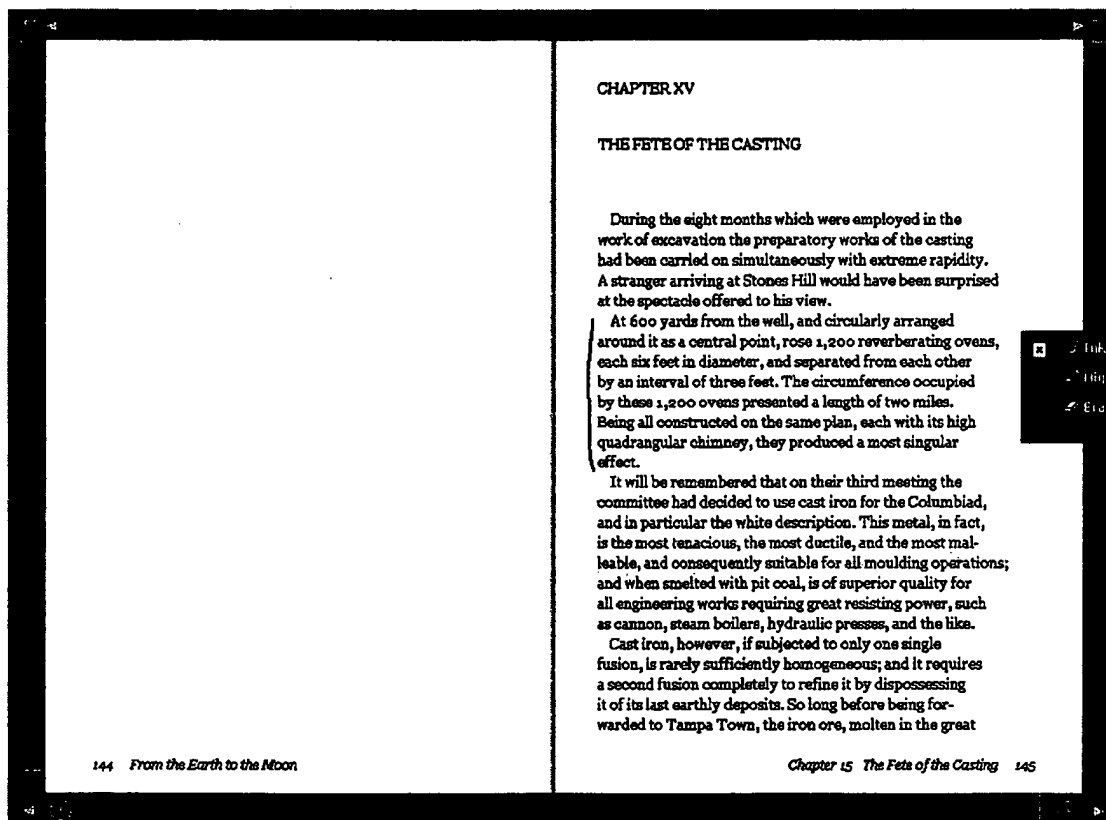 CHAPTER XV
THE FETE OF THE CASTING
During the eight months which were employed in the
work of excavation the preparatory works of the casting
had been carried on simultaneously with extreme rapidity.
A stranger arriving at Stones Hill would have been surprised
at the spectacle offered to his view.
At 600 yards from the well, and circularly arranged
around it as a central point, rose 1,200 reverberating ovens,
each six feet in diameter, and separated from each other
by an interval of three feet. The circumference occupied
by these 1,200 ovens presented a length of two miles.
Being all constructed on the same plan, each with its high
quadrangular chimney, they produced a most singular
effect.
It will be remembered that on their third meeting the
committee had decided to use cast iron for the Columbiad,
and in particular the white description. This metal, in fact,
is the most tenacious, the most ductile, and the most mal-
leable, and consequently suitable for all moulding operations;
and when smelted with pit coal, is of superior quality for
all engineering works requiring great resisting power, such
as cannon, steam boilers, hydraulic presses, and the like.
Cast iron, however, if subjected to only one single
fusion, is rarely sufficiently homogeneous; and it requires
a second fusion completely to refine it by dispossessing
it of its last earthly deposits. So long before being for-
warded to Tampa Town, the iron ore, molten in the great
144 From the Earth to the Moon
Chapter 15 The Fete of the Casting 145
Ink